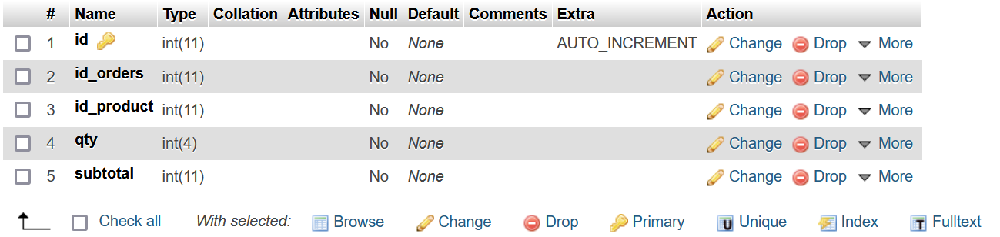 # Name Type Collation Attributes Null Default Comments Extra Action
1 id int(11) No None AUTO_INCREMENT Change Drop More
2 id_orders int(11) No None Change Drop More
3 id_product int(11) No None Change Drop More
4 qty int(4) No None Change Drop More
5 subtotal int(11) No None Change Drop More
Check all With selected: Browse Change Drop Primary U Unique Index T Fulltext